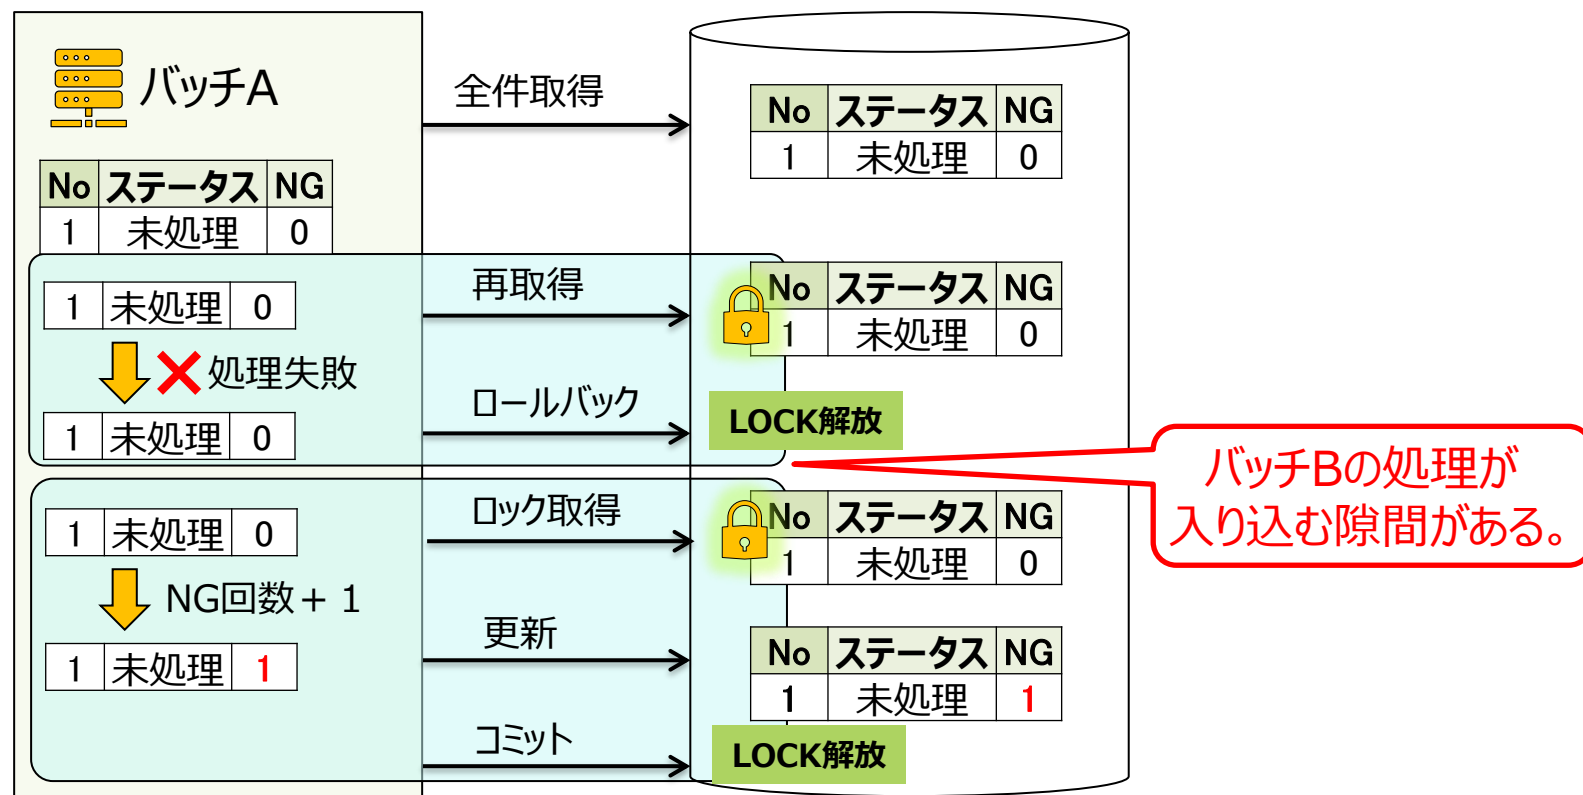 バッチA
全件取得
No ステータス NG
1 未処理 0
No ステータス NG
1 未処理 0
再取得
No ステータス NG
1 未処理 0
1 未処理 0
処理失敗
ロールバック
LOCK解放
1 未処理 0
バッチBの処理が
入り込む隙間がある。
ロック取得
No ステータス NG
1 未処理 0
1 未処理 0
NG回数+1
更新
No ステータス NG
1 未処理 1
1 未処理 1
コミット
LOCK解放